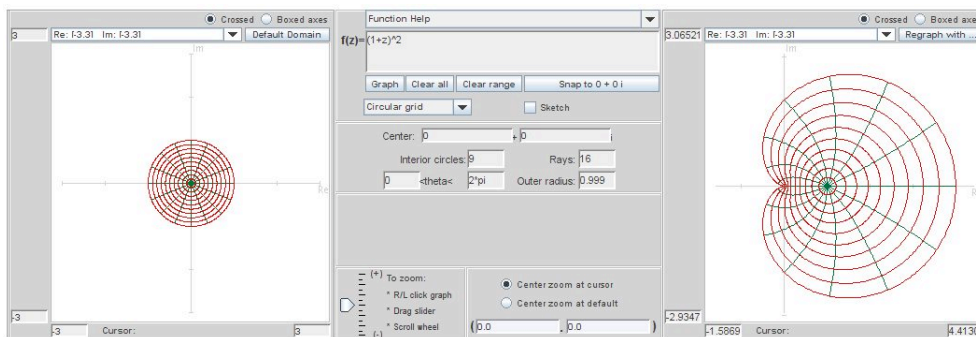 Crossed Boxed axes
3 Re: [-3.3] Im: [-3.3] Default Domain
Im
Re
-3
-3 Cursor: 3
Function Help
f(z)= (1+z)^2
Graph Clear all Clear range Snap to 0 + 0 i
Circular grid Sketch
Center: 0 + 0 i
Interior circles: 9 Rays: 16
0 <theta< 2*pi Outer radius: 0.999
(+) To zoom:
* R/L click graph
* Drag slider
* Scroll wheel
(-)
Center zoom at cursor
Center zoom at default
( 0.0 , 0.0 )
Crossed Boxed axes
3.06521 Re: [-3.3] Im: [-3.3] Regraph with ...
Im
-2.9347
-1.5869 Cursor: 4.4130